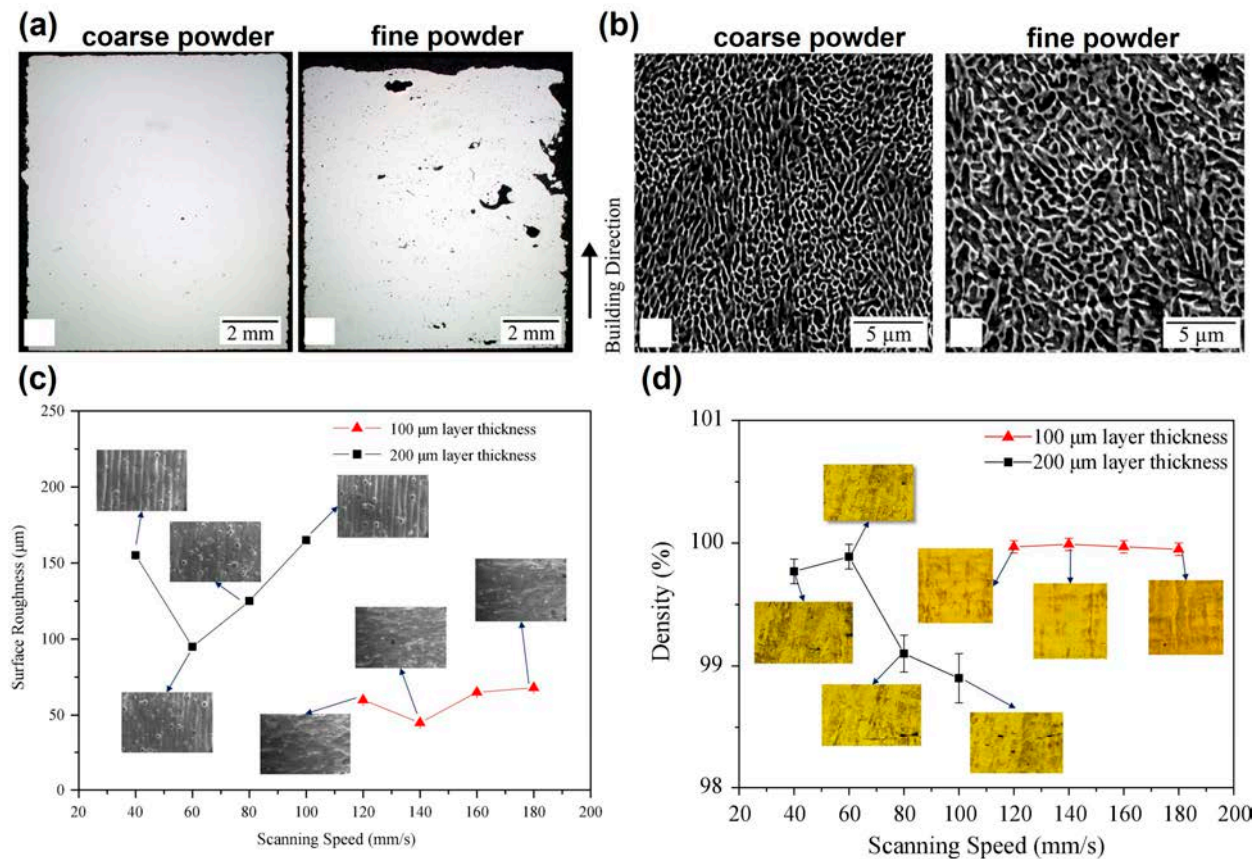 (a)
coarse powder
fine powder
2 mm
2 mm
Building Direction
(b)
coarse powder
fine powder
5 µm
5 µm
(c)
250
200
150
100
50
0
Surface Roughness (µm)
100 µm layer thickness
200 µm layer thickness
20 40 60 80 100 120 140 160 180 200
Scanning Speed (mm/s)
(d)
101
100
99
98
Density (%)
100 µm layer thickness
200 µm layer thickness
20 40 60 80 100 120 140 160 180 200
Scanning Speed (mm/s)